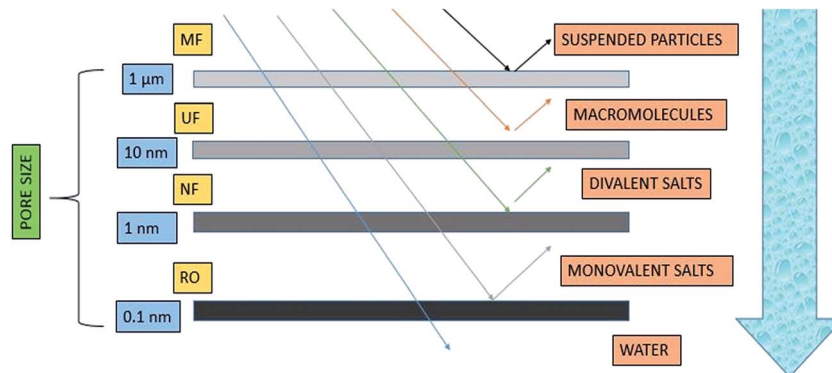 MF
SUSPENDED PARTICLES
1 µm
UF
MACROMOLECULES
10 nm
NF
DIVALENT SALTS
PORE SIZE
1 nm
RO
MONOVALENT SALTS
0.1 nm
WATER